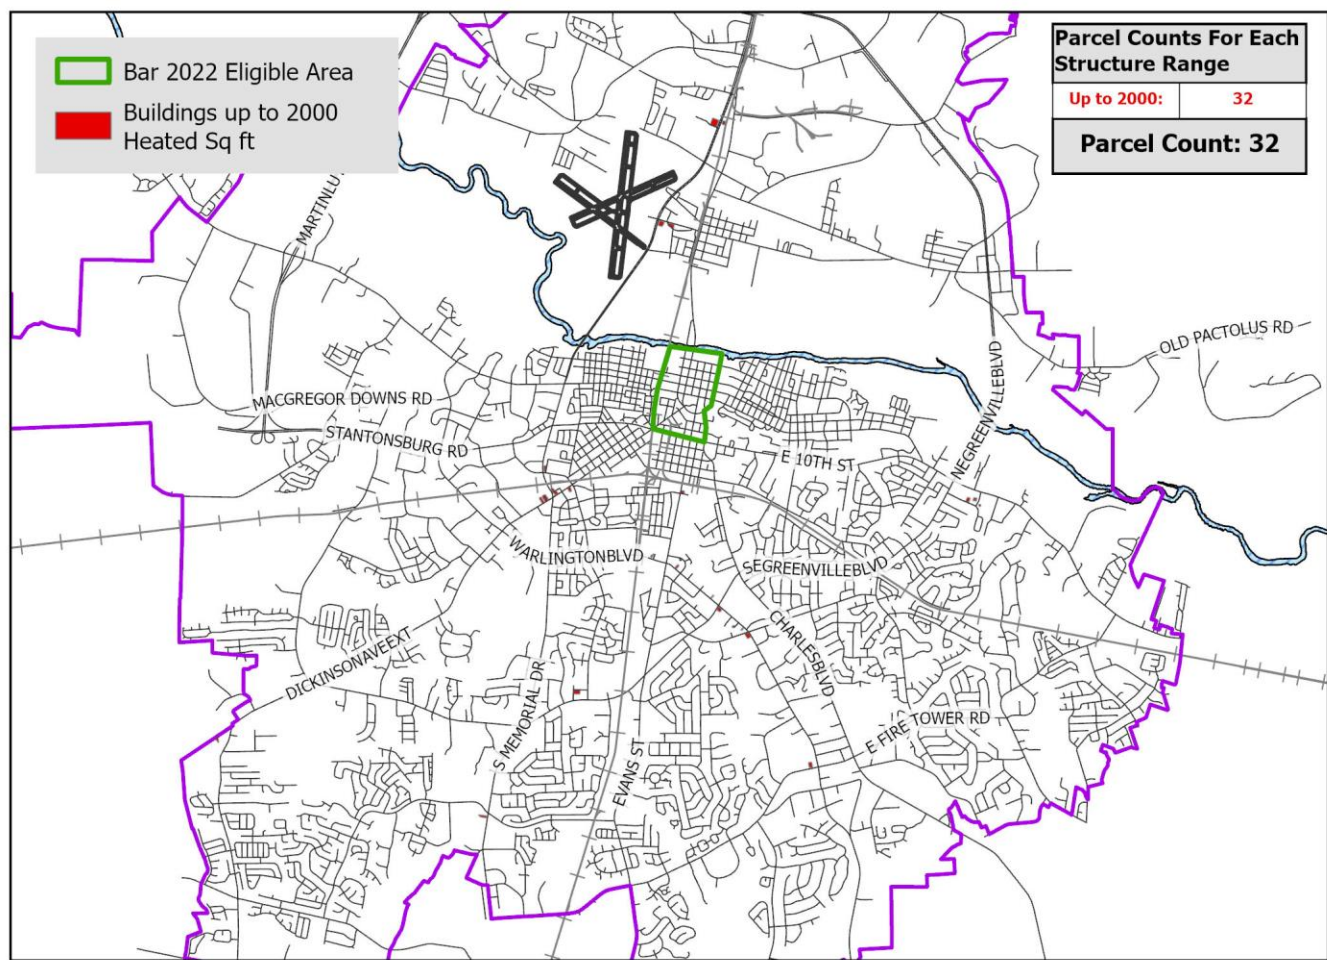 Bar 2022 Eligible Area
Buildings up to 2000
Heated Sq ft
Parcel Counts For Each
Structure Range
Up to 2000: 32
Parcel Count: 32
MARTINLU
OLD PACTOLUS RD
MACGREGOR DOWNS RD
STANTONSBURG RD
E 10TH ST
NEGREENVILLEBLVD
WARLINGTONBLVD
SEGREENVILLEBLVD
CHARLESBLVD
DICKINSONAVEEXT
S MEMORIAL DR
EVANS ST
E FIRE TOWER RD